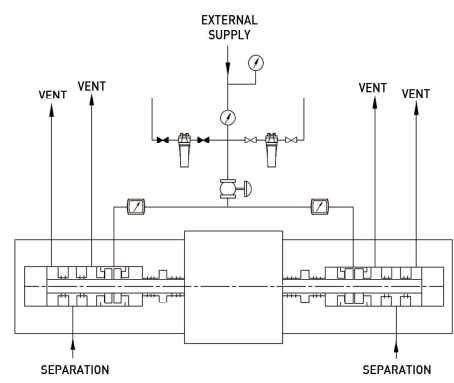 EXTERNAL
SUPPLY
VENT
VENT
VENT
VENT
SEPARATION
SEPARATION